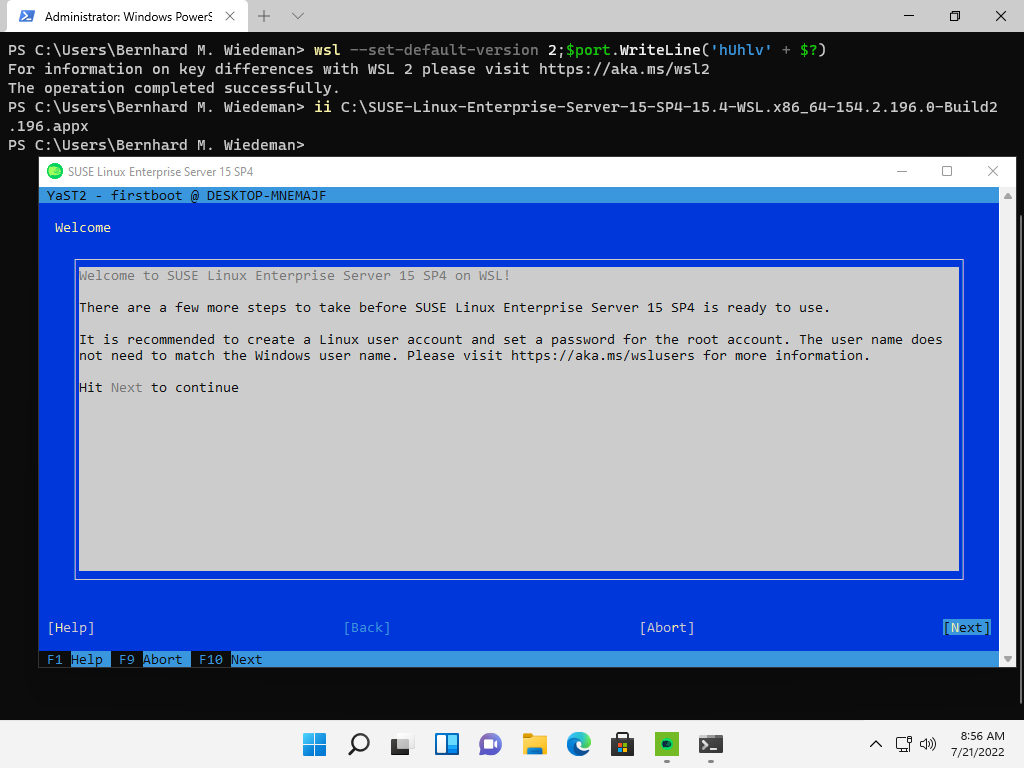 Administrator: Windows PowerS
PS C:\Users\Bernhard M. Wiedeman> wsl --set-default-version 2;$port.WriteLine('hUhlv' + $?)
For information on key differences with WSL 2 please visit https://aka.ms/wsl2
The operation completed successfully.
PS C:\Users\Bernhard M. Wiedeman> ii C:\SUSE-Linux-Enterprise-Server-15-SP4-15.4-WSL.x86_64-154.2.196.0-Build2
.196.appx
PS C:\Users\Bernhard M. Wiedeman>
SUSE Linux Enterprise Server 15 SP4
YaST2 - firstboot @ DESKTOP-MNEMAJF
Welcome
Welcome to SUSE Linux Enterprise Server 15 SP4 on WSL!
There are a few more steps to take before SUSE Linux Enterprise Server 15 SP4 is ready to use.
It is recommended to create a Linux user account and set a password for the root account. The user name does
not need to match the Windows user name. Please visit https://aka.ms/wslusers for more information.
Hit Next to continue
[Help] [Back] [Abort] [Next]
F1 Help F9 Abort F10 Next
8:56 AM
7/21/2022